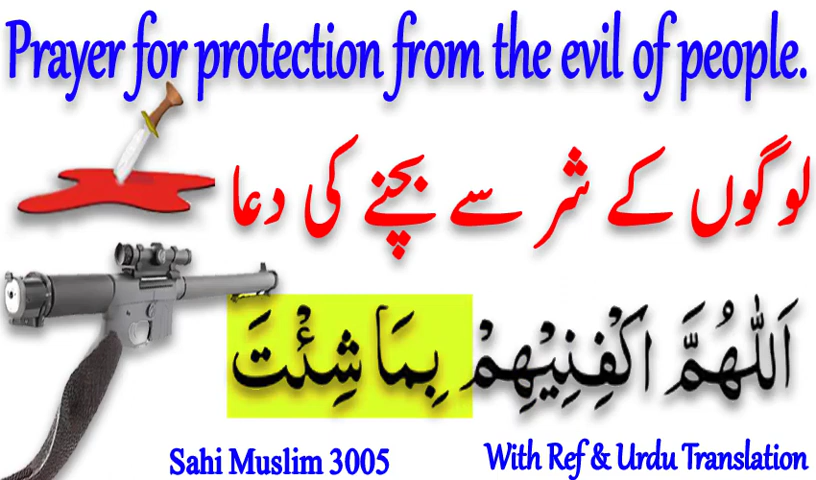 Prayer for protection from the evil of people.
لوگوں کے شر سے بچنے کی دعا
اَللّٰهُمَّ اكْفِنِيْهِمْ بِمَا شِئْتَ
Sahi Muslim 3005 With Ref & Urdu Translation